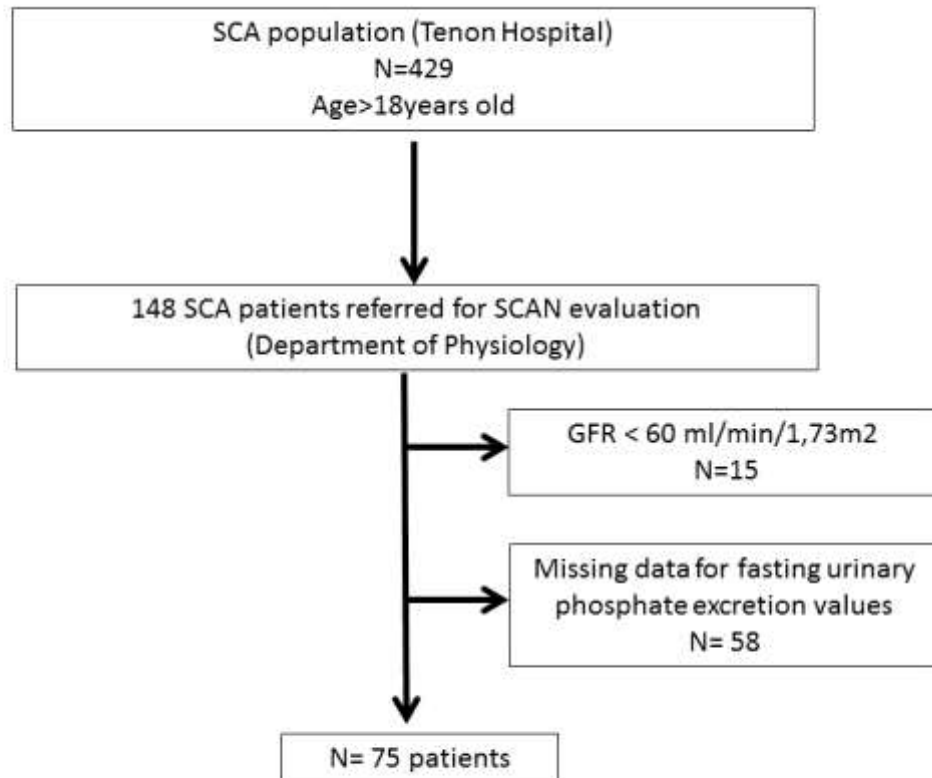 SCA population (Tenon Hospital)
N=429
Age>18years old
148 SCA patients referred for SCAN evaluation
(Department of Physiology)
GFR < 60 ml/min/1,73m2
N=15
Missing data for fasting urinary
phosphate excretion values
N= 58
N= 75 patients